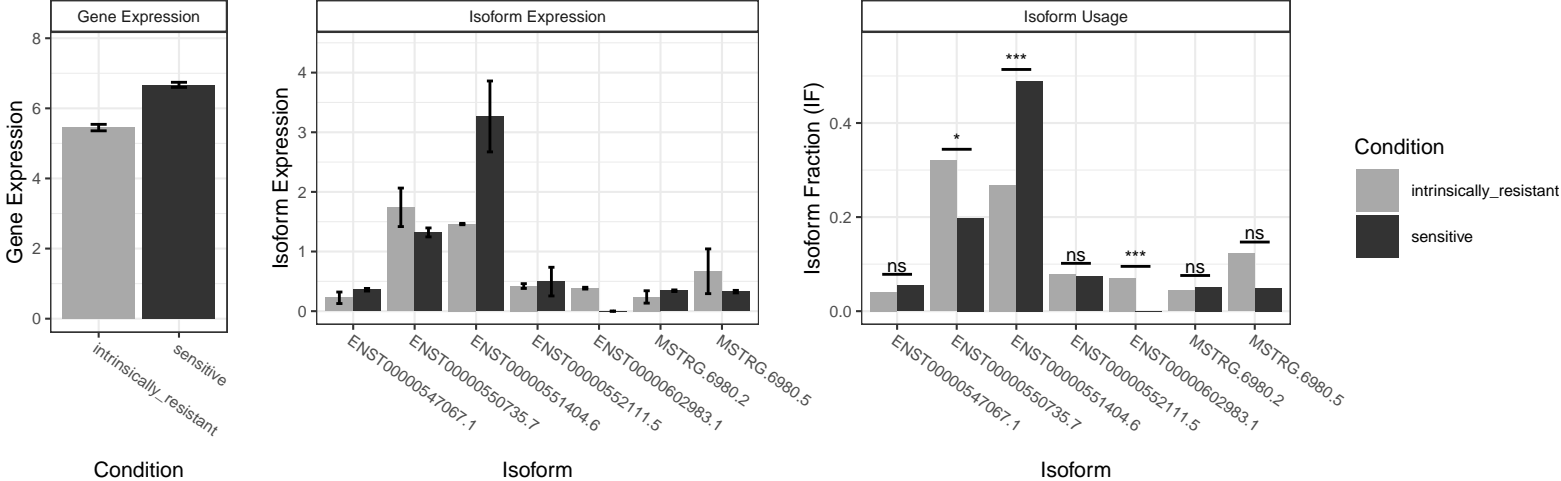 Gene Expression
Isoform Expression
Isoform Usage
Gene Expression
8
6
4
2
0
intrinsically_resistant
sensitive
Condition
Isoform Expression
4
3
2
1
0
ENST00000547067.1
ENST00000550735.7
ENST00000551404.6
ENST00000552111.5
ENST00000602983.1
MSTRG.6980.2
MSTRG.6980.5
Isoform
Isoform Fraction (IF)
0.4
0.2
0.0
ns
*
***
ns
***
ns
ns
ENST00000547067.1
ENST00000550735.7
ENST00000551404.6
ENST00000552111.5
ENST00000602983.1
MSTRG.6980.2
MSTRG.6980.5
Isoform
Condition
intrinsically_resistant
sensitive